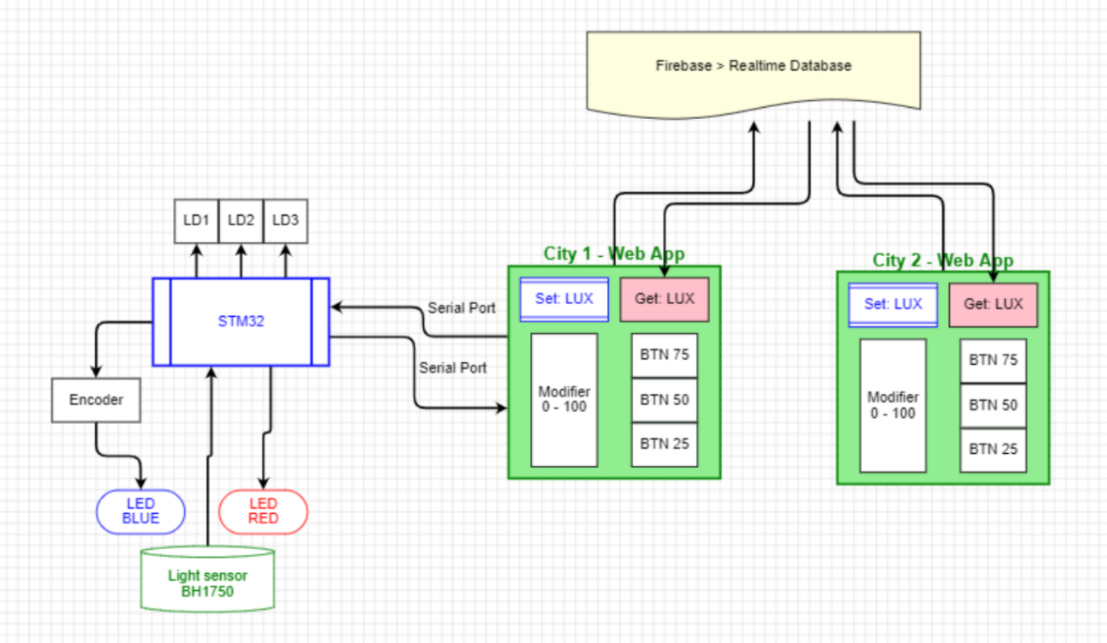 Firebase > Realtime Database
LD1
LD2
LD3
STM32
Serial Port
Serial Port
Encoder
LED
BLUE
LED
RED
Light sensor
BH1750
City 1 - Web App
Set: LUX
Get: LUX
Modifier
0 - 100
BTN 75
BTN 50
BTN 25
City 2 - Web App
Set: LUX
Get: LUX
Modifier
0 - 100
BTN 75
BTN 50
BTN 25